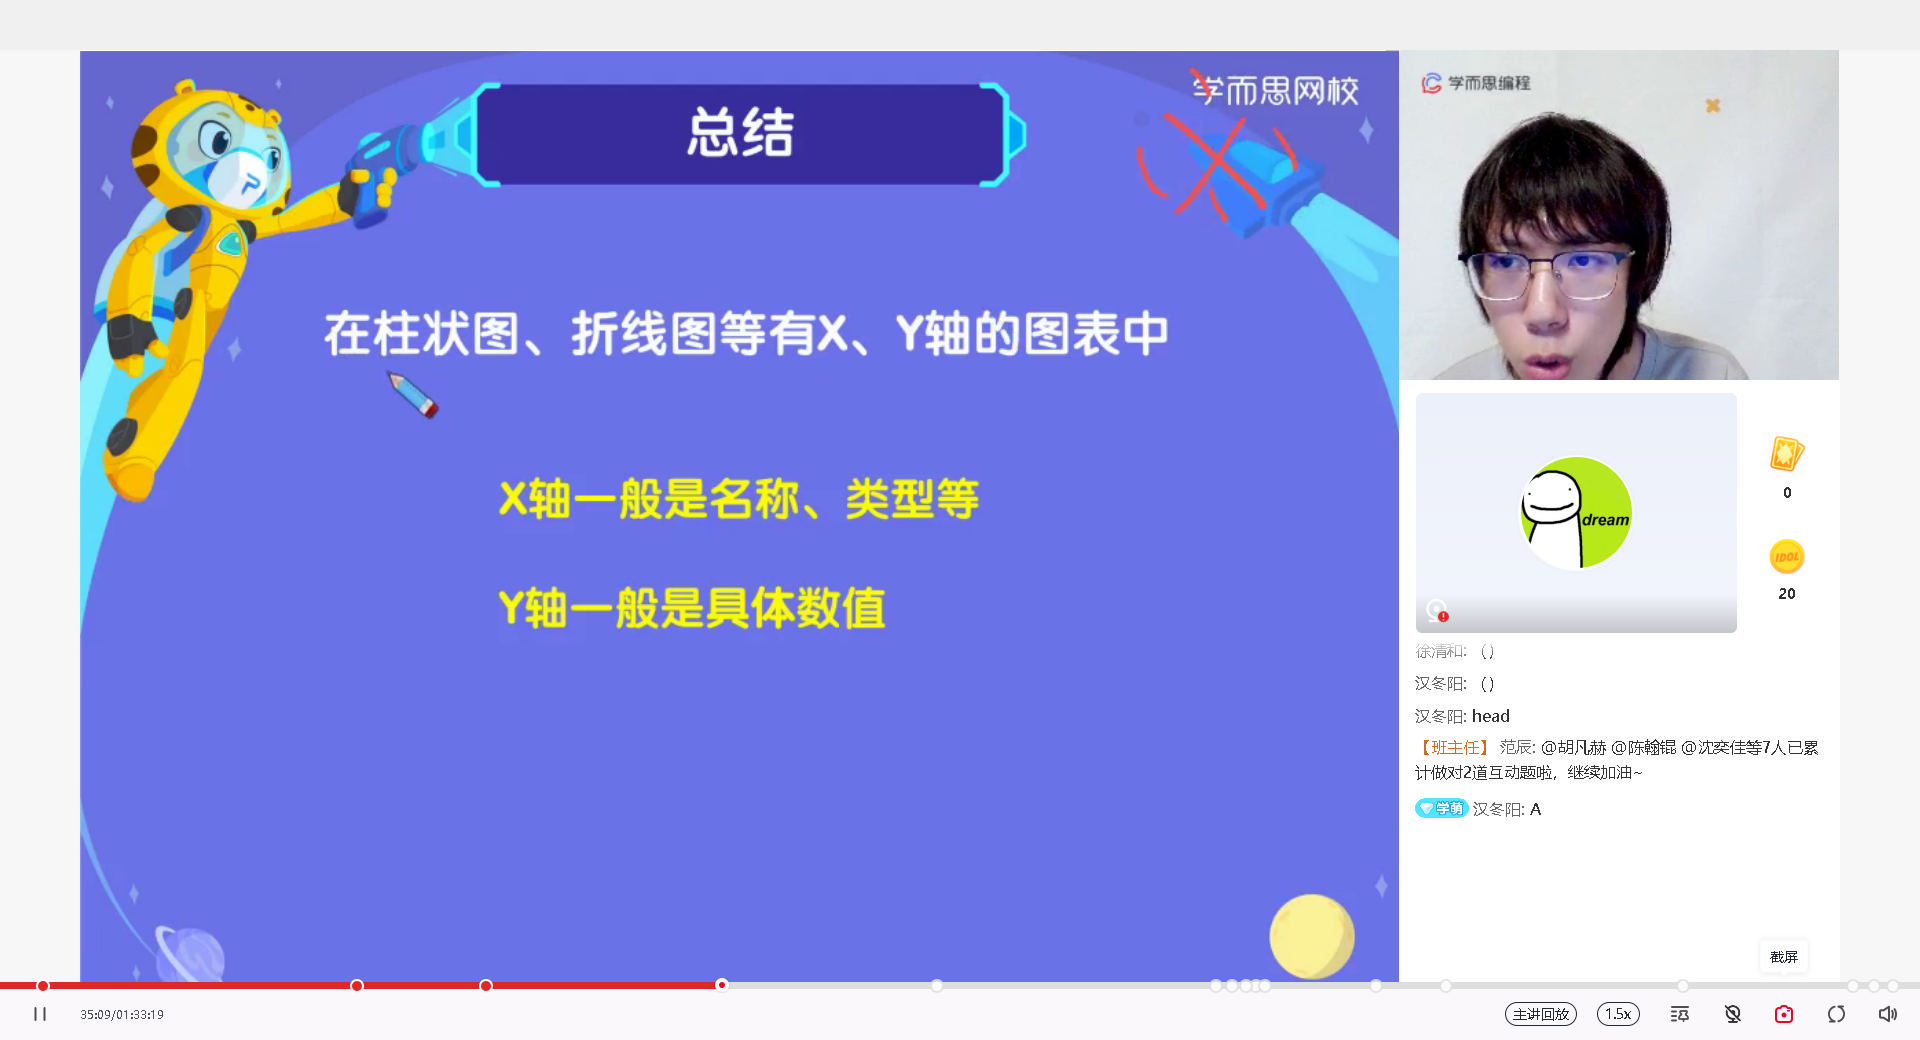 学而思网校
总结
在柱状图、折线图等有X、Y轴的图表中
X轴一般是名称、类型等
Y轴一般是具体数值
学而思编程
dream
0
IDOL
20
徐清和: （）
汉冬阳: （）
汉冬阳: head
【班主任】 范辰: @胡凡赫 @陈翰锟 @沈奕佳等7人已累
计做对2道互动题啦，继续加油~
学萌 汉冬阳: A
截屏
35:09/01:33:19
主讲回放
1.5x